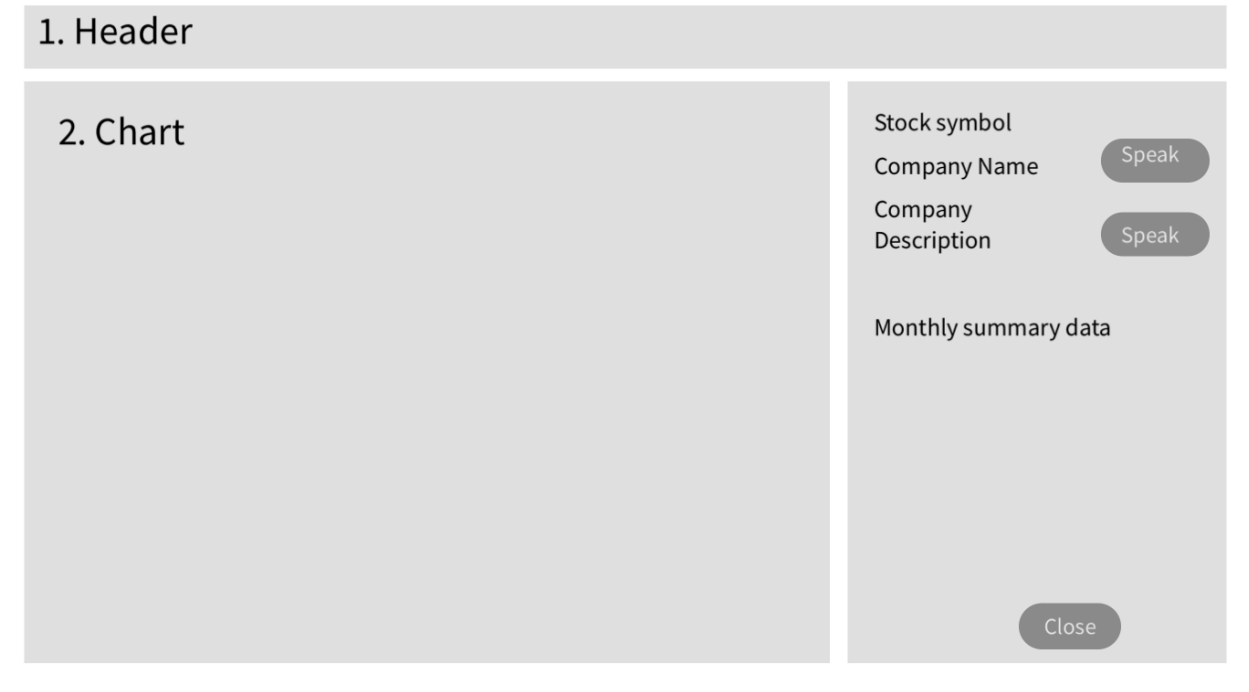 1. Header
2. Chart
Stock symbol
Company Name
Speak
Company
Description
Speak
Monthly summary data
Close